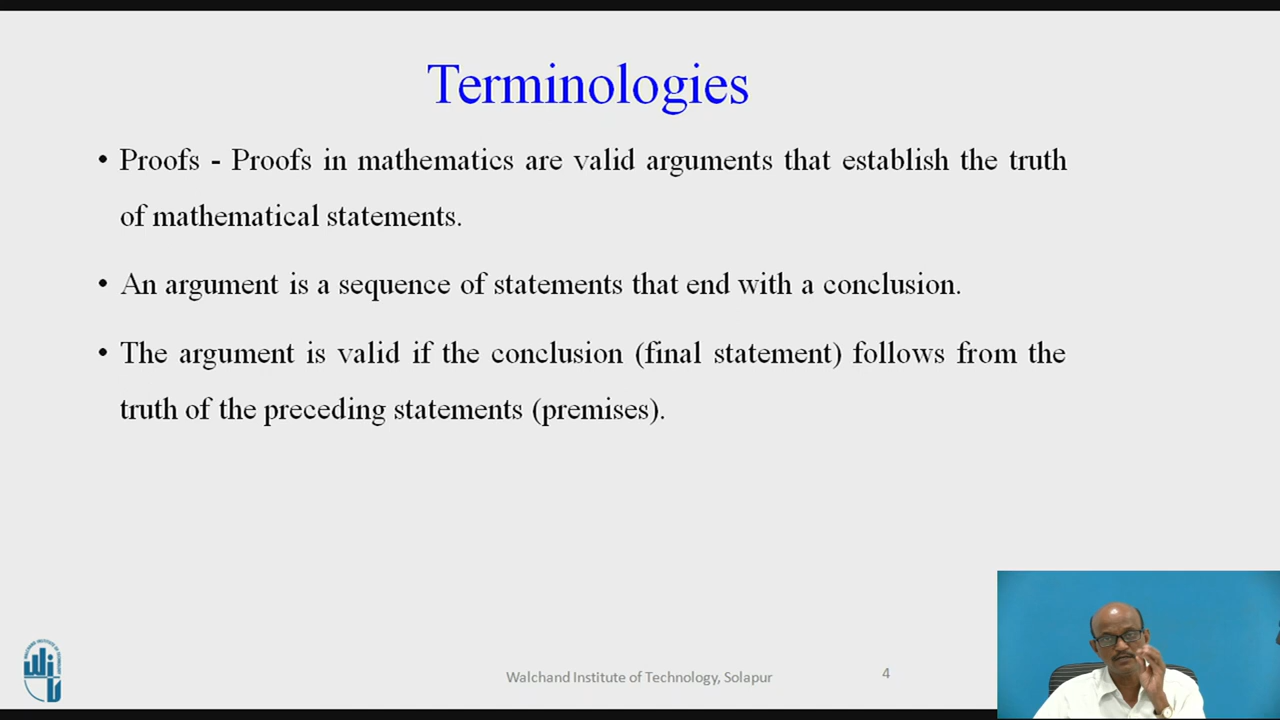 Terminologies
• Proofs - Proofs in mathematics are valid arguments that establish the truth
of mathematical statements.
• An argument is a sequence of statements that end with a conclusion.
• The argument is valid if the conclusion (final statement) follows from the
truth of the preceding statements (premises).
Walchand Institute of Technology, Solapur
4